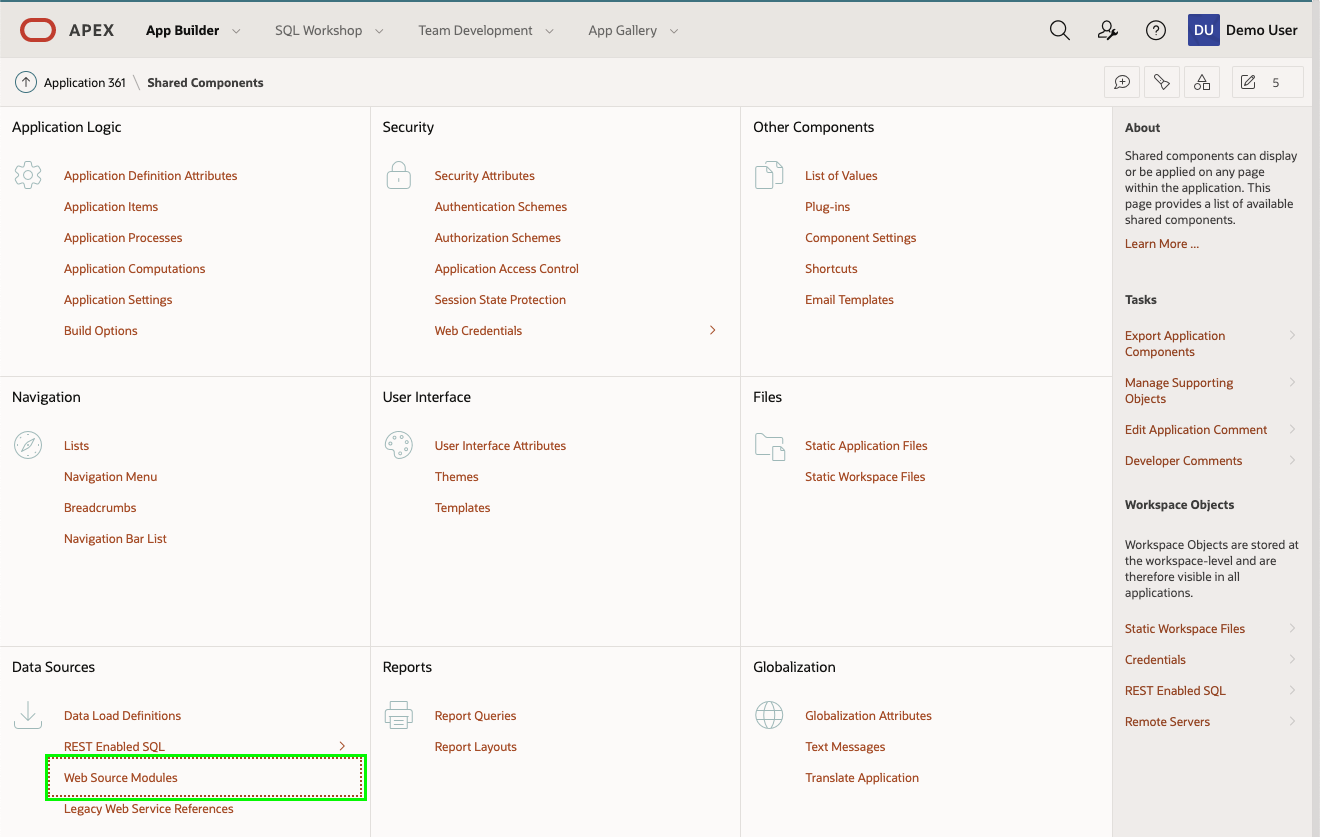 APEX App Builder SQL Workshop Team Development App Gallery DU Demo User
Application 361 \ Shared Components 5
Application Logic
Application Definition Attributes
Application Items
Application Processes
Application Computations
Application Settings
Build Options
Security
Security Attributes
Authentication Schemes
Authorization Schemes
Application Access Control
Session State Protection
Web Credentials
Other Components
List of Values
Plug-ins
Component Settings
Shortcuts
Email Templates
Navigation
Lists
Navigation Menu
Breadcrumbs
Navigation Bar List
User Interface
User Interface Attributes
Themes
Templates
Files
Static Application Files
Static Workspace Files
Data Sources
Data Load Definitions
REST Enabled SQL
Web Source Modules
Legacy Web Service References
Reports
Report Queries
Report Layouts
Globalization
Globalization Attributes
Text Messages
Translate Application
About
Shared components can display
or be applied on any page
within the application. This
page provides a list of available
shared components.
Learn More ...
Tasks
Export Application
Components
Manage Supporting
Objects
Edit Application Comment
Developer Comments
Workspace Objects
Workspace Objects are stored at
the workspace-level and are
therefore visible in all
applications.
Static Workspace Files
Credentials
REST Enabled SQL
Remote Servers